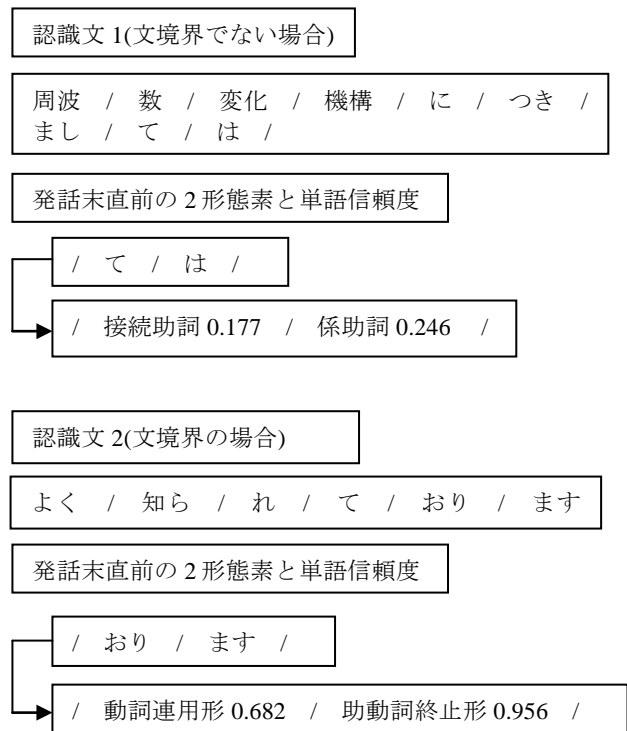 認識文 1(文境界でない場合)
周波 / 数 / 変化 / 機構 / に / つき /
まし / て / は /
発話末直前の 2 形態素と単語信頼度
/ て / は /
/ 接続助詞 0.177 / 係助詞 0.246 /
認識文 2(文境界の場合)
よく / 知ら / れ / て / おり / ます
発話末直前の 2 形態素と単語信頼度
/ おり / ます /
/ 動詞連用形 0.682 / 助動詞終止形 0.956 /